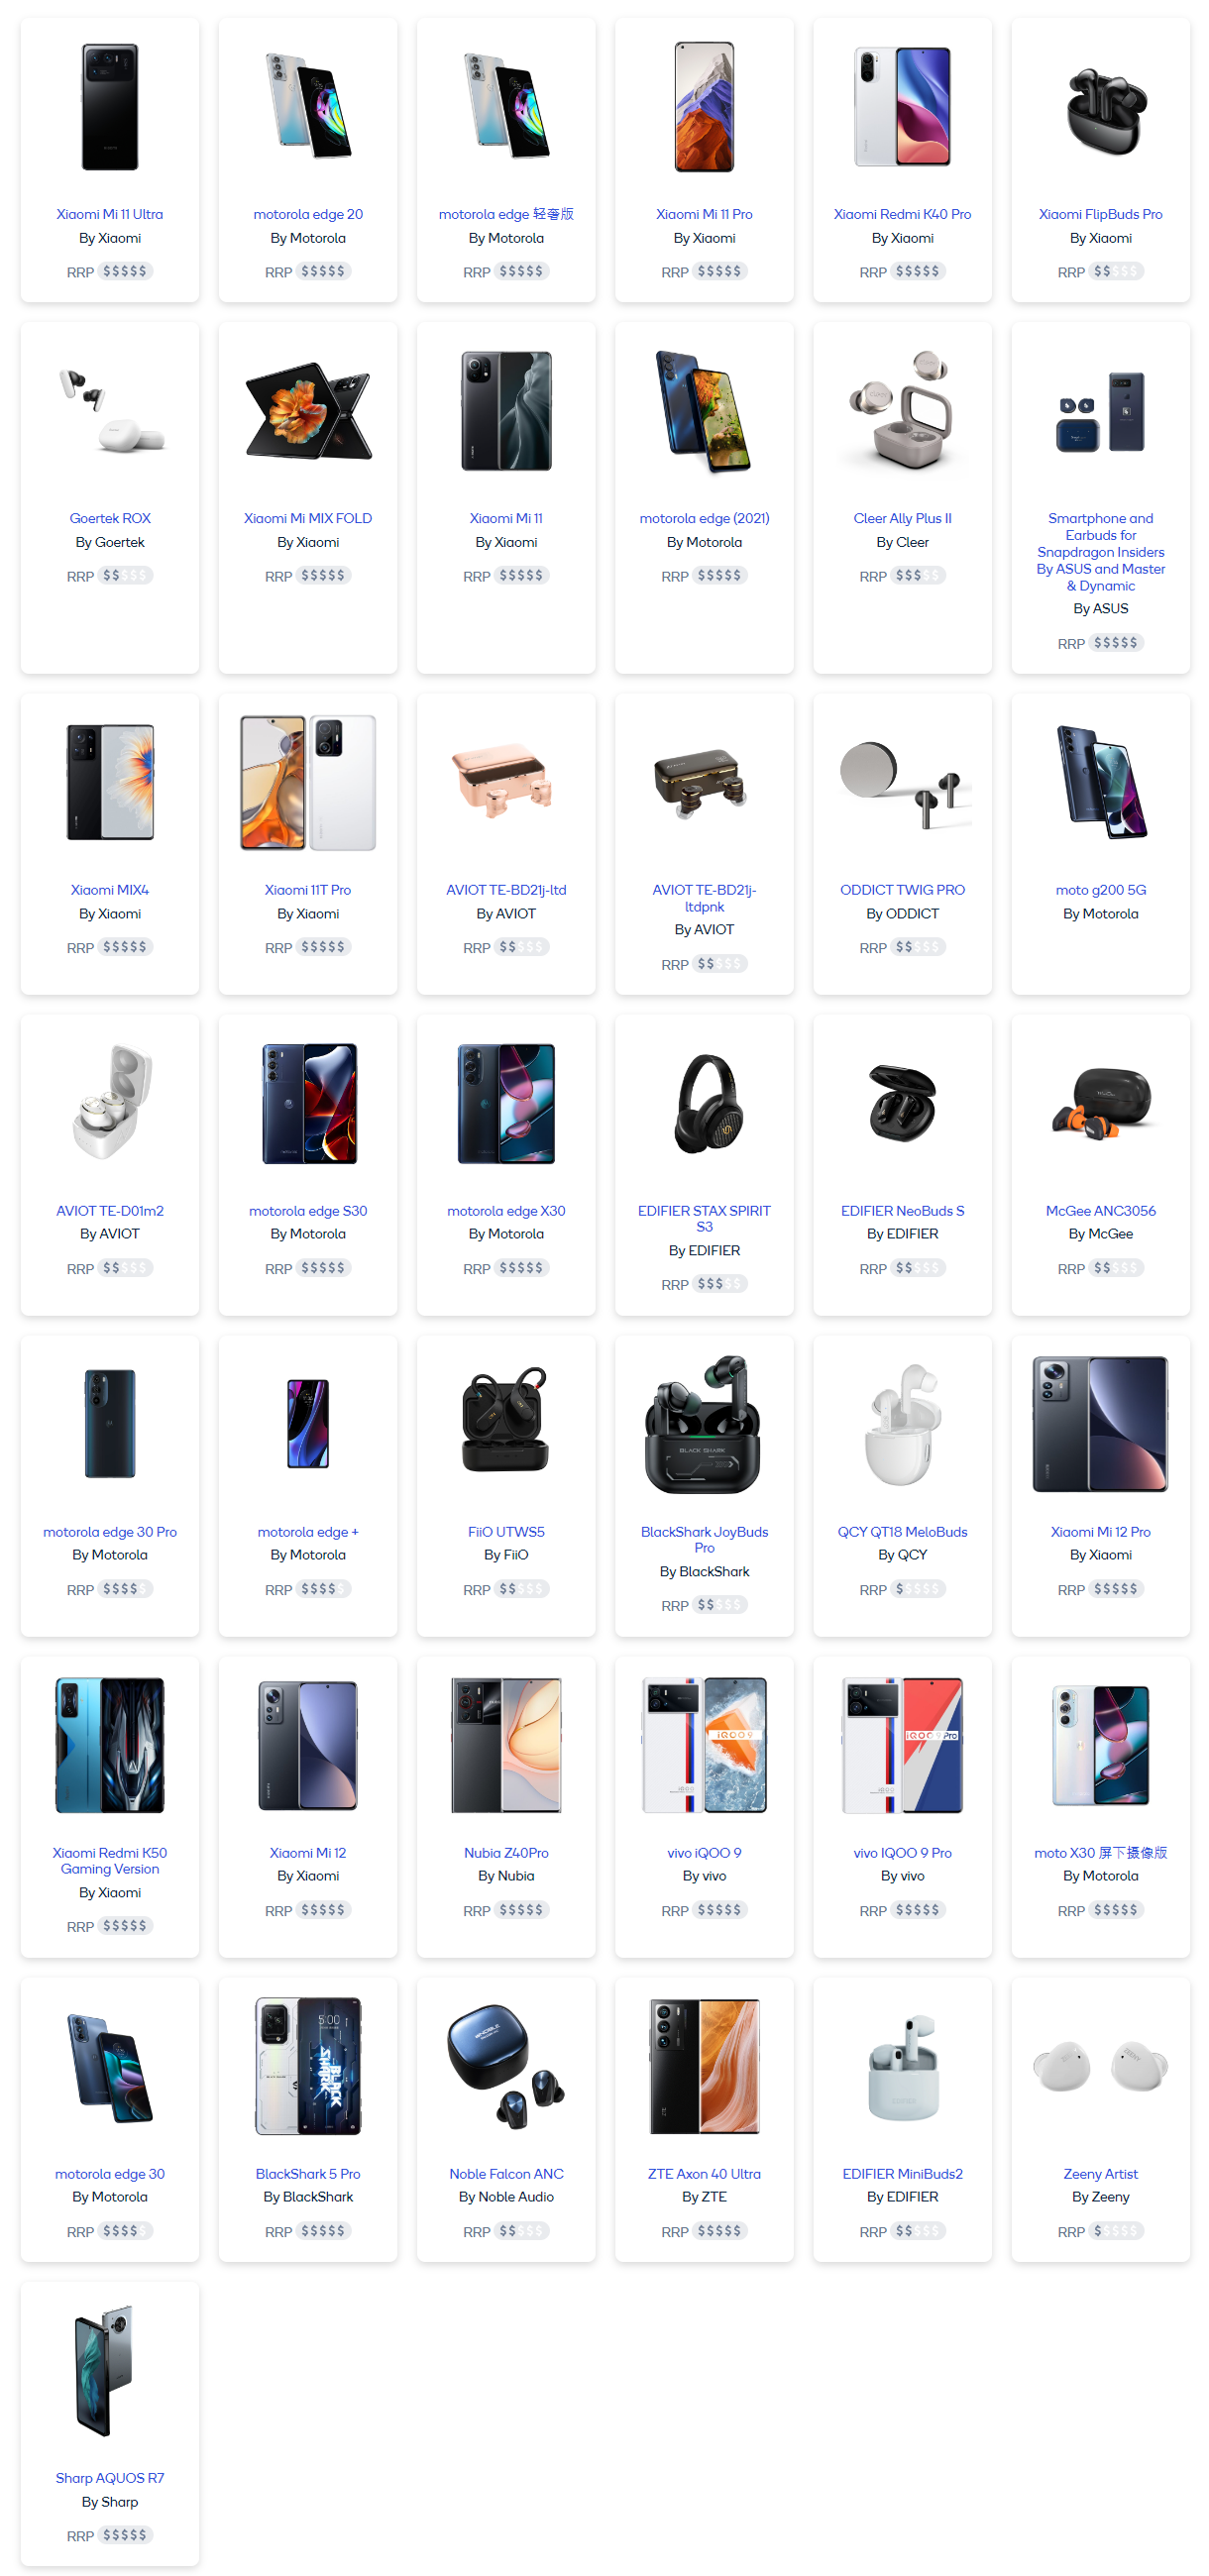 Xiaomi Mi 11 Ultra
By Xiaomi
RRP $$$$$
motorola edge 20
By Motorola
RRP $$$$$
motorola edge 轻奢版
By Motorola
RRP $$$$$
Xiaomi Mi 11 Pro
By Xiaomi
RRP $$$$$
Xiaomi Redmi K40 Pro
By Xiaomi
RRP $$$$$
Xiaomi FlipBuds Pro
By Xiaomi
RRP $$$$$
Goertek ROX
By Goertek
RRP $$$$$
Xiaomi Mi MIX FOLD
By Xiaomi
RRP $$$$$
Xiaomi Mi 11
By Xiaomi
RRP $$$$$
motorola edge (2021)
By Motorola
RRP $$$$$
Cleer Ally Plus II
By Cleer
RRP $$$$$
Smartphone and
Earbuds for
Snapdragon Insiders
By ASUS and Master
& Dynamic
By ASUS
RRP $$$$$
Xiaomi MIX4
By Xiaomi
RRP $$$$$
Xiaomi 11T Pro
By Xiaomi
RRP $$$$$
AVIOT TE-BD21j-ltd
By AVIOT
RRP $$$$$
AVIOT TE-BD21j-
ltdpnk
By AVIOT
RRP $$$$$
ODDICT TWIG PRO
By ODDICT
RRP $$$$$
moto g200 5G
By Motorola
AVIOT TE-D01m2
By AVIOT
RRP $$$$$
motorola edge S30
By Motorola
RRP $$$$$
motorola edge X30
By Motorola
RRP $$$$$
EDIFIER STAX SPIRIT
S3
By EDIFIER
RRP $$$$$
EDIFIER NeoBuds S
By EDIFIER
RRP $$$$$
McGee ANC3056
By McGee
RRP $$$$$
motorola edge 30 Pro
By Motorola
RRP $$$$$
motorola edge +
By Motorola
RRP $$$$$
FiiO UTWS5
By FiiO
RRP $$$$$
BLACK SHARK
BlackShark JoyBuds
Pro
By BlackShark
RRP $$$$$
QCY QT18 MeloBuds
By QCY
RRP $$$$$
Xiaomi Mi 12 Pro
By Xiaomi
RRP $$$$$
Xiaomi Redmi K50
Gaming Version
By Xiaomi
RRP $$$$$
Xiaomi Mi 12
By Xiaomi
RRP $$$$$
Nubia Z40Pro
By Nubia
RRP $$$$$
iQOO 9
vivo iQOO 9
By vivo
RRP $$$$$
iQOO 9 Pro
vivo IQOO 9 Pro
By vivo
RRP $$$$$
moto X30 屏下摄像版
By Motorola
RRP $$$$$
motorola edge 30
By Motorola
RRP $$$$$
5:00
BLACK
SHARK
BlackShark 5 Pro
By BlackShark
RRP $$$$$
NOBLE
Noble Falcon ANC
By Noble Audio
RRP $$$$$
ZTE Axon 40 Ultra
By ZTE
RRP $$$$$
EDIFIER MiniBuds2
By EDIFIER
RRP $$$$$
ZEENY
Zeeny Artist
By Zeeny
RRP $$$$$
Sharp AQUOS R7
By Sharp
RRP $$$$$